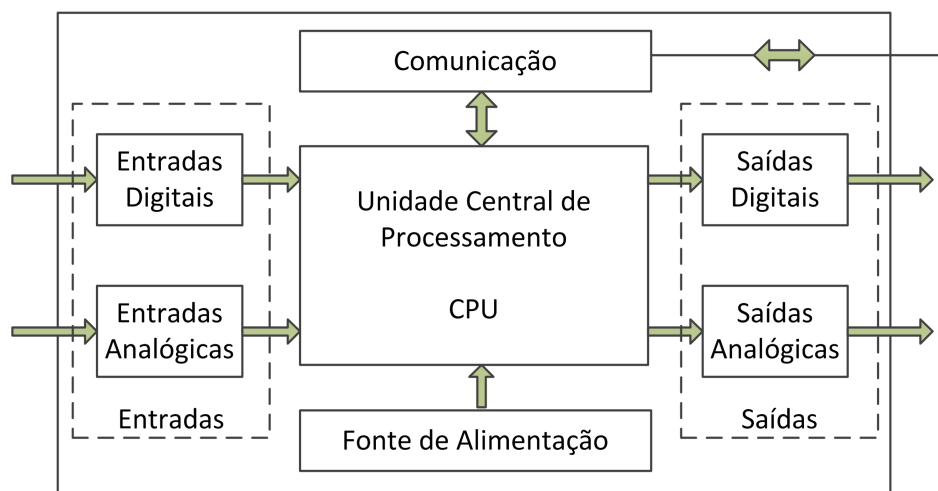 Comunicação
Entradas
Digitais
Unidade Central de
Processamento
CPU
Saídas
Digitais
Entradas
Analógicas
Saídas
Analógicas
Entradas
Saídas
Fonte de Alimentação